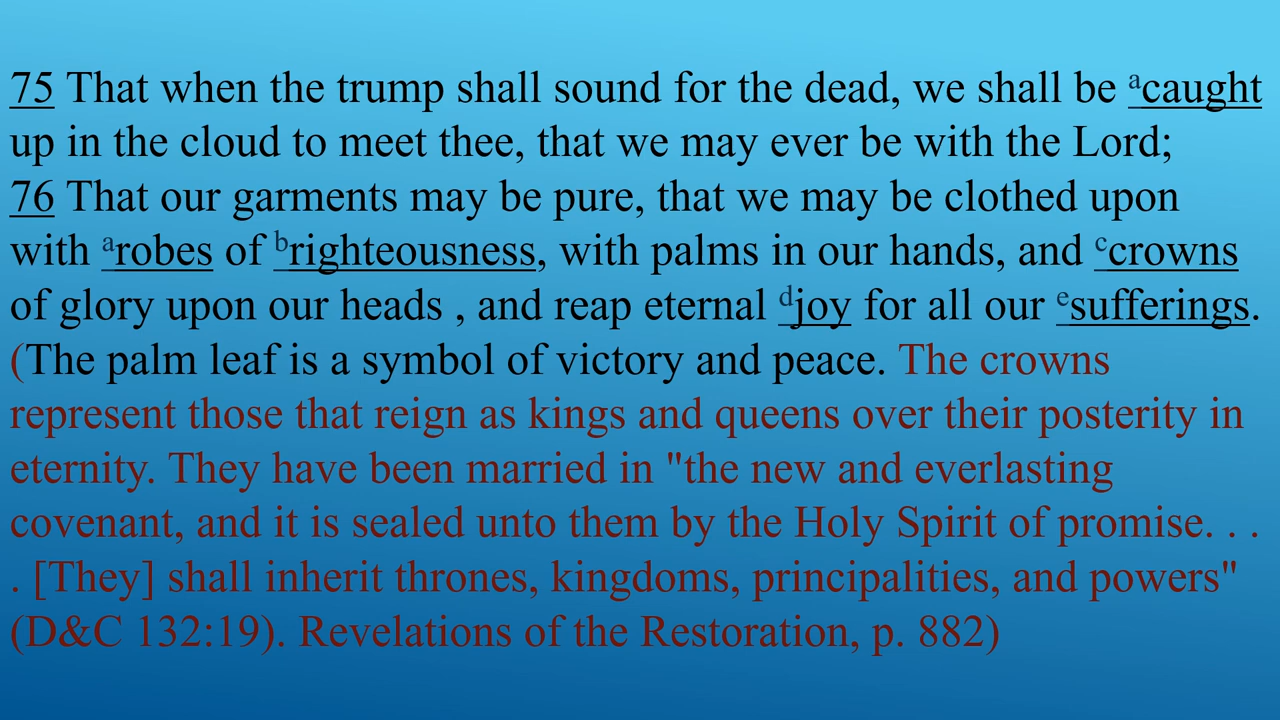 75 That when the trump shall sound for the dead, we shall be ᵃcaught
up in the cloud to meet thee, that we may ever be with the Lord;
76 That our garments may be pure, that we may be clothed upon
with ᵃrobes of ᵇrighteousness, with palms in our hands, and ᶜcrowns
of glory upon our heads , and reap eternal ᵈjoy for all our ᵉsufferings.
(The palm leaf is a symbol of victory and peace. The crowns
represent those that reign as kings and queens over their posterity in
eternity. They have been married in "the new and everlasting
covenant, and it is sealed unto them by the Holy Spirit of promise. . .
. [They] shall inherit thrones, kingdoms, principalities, and powers"
(D&C 132:19). Revelations of the Restoration, p. 882)